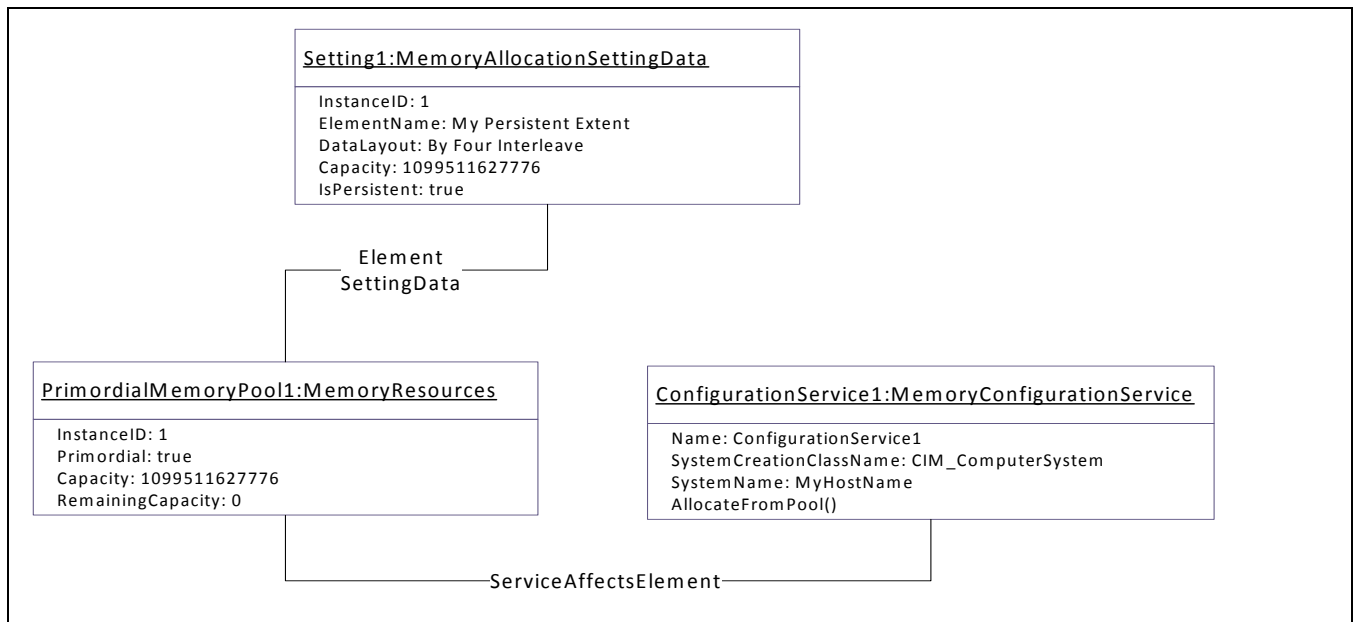 Setting1:MemoryAllocationSettingData
InstanceID: 1
ElementName: My Persistent Extent
DataLayout: By Four Interleave
Capacity: 1099511627776
IsPersistent: true
Element
SettingData
PrimordialMemoryPool1:MemoryResources
InstanceID: 1
Primordial: true
Capacity: 1099511627776
RemainingCapacity: 0
ConfigurationService1:MemoryConfigurationService
Name: ConfigurationService1
SystemCreationClassName: CIM_ComputerSystem
SystemName: MyHostName
AllocateFromPool()
ServiceAffectsElement